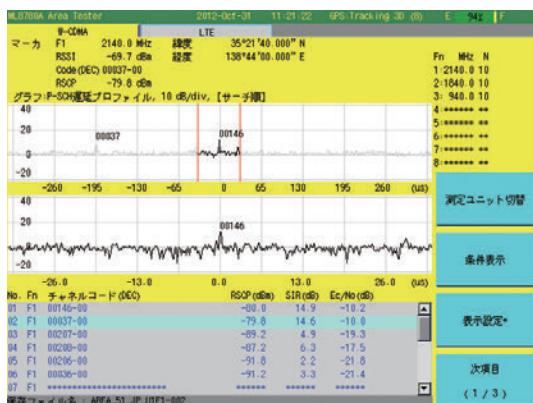 ML8780A Area Tester 2012-Oct-31 11:21:22 GPS:Tracking 3D (8) E 94% F
W-CDMA LTE
マーカ F1 2140.0 MHz 緯度 35°21'40.000" N
RSSI -69.7 dBm 経度 138°44'00.000" E
Code(DEC) 00037-00
RSCP -79.8 dBm
Fn MHz N
1:2140.0 10
2:1840.0 10
3: 940.0 10
4:****** **
5:****** **
6:****** **
7:****** **
8:****** **
グラフ:P-SCH遅延プロファイル, 10 dB/div, [サーチ順]
40
20
0
-20
00037
00146
-260 -195 -130 -65 0 65 130 195 260 (us)
40
20
0
-20
00146
-26.0 -13.0 0.0 13.0 26.0 (us)
No. Fn チャネルコード(DEC) RSCP(dBm) SIR(dB) Ec/No(dB)
01 F1 00146-00 -80.0 14.9 -10.2
02 F1 00037-00 -79.8 14.6 -10.0
03 F1 00207-00 -89.2 4.9 -19.3
04 F1 00208-00 -87.2 6.3 -17.5
05 F1 00206-00 -91.8 2.2 -21.8
06 F1 00036-00 -91.2 3.3 -21.4
07 F1
保存ファイル名 : AREA_51_JP_U1F1-002
測定ユニット切替
条件表示
表示設定*
次項目
(1/3)